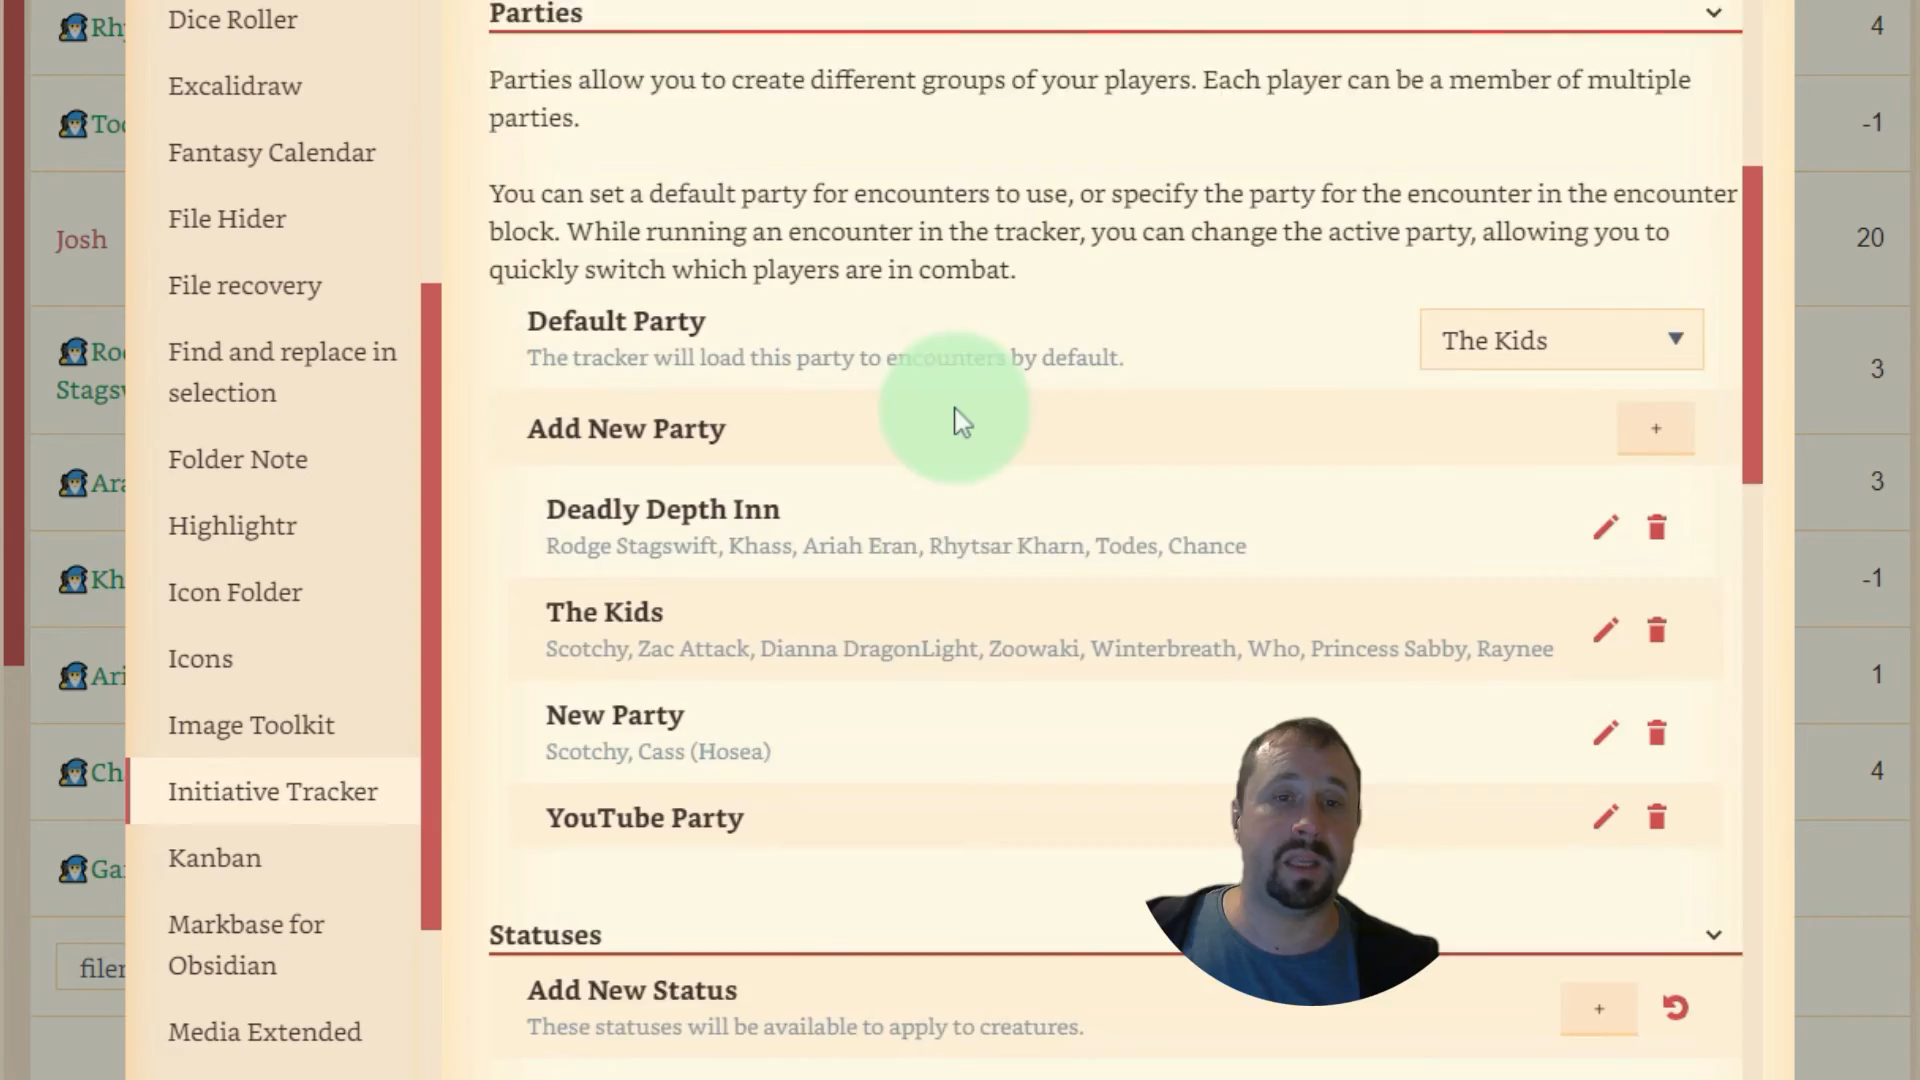 Dice Roller
Excalidraw
Fantasy Calendar
File Hider
File recovery
Find and replace in
selection
Folder Note
Highlightr
Icon Folder
Icons
Image Toolkit
Initiative Tracker
Kanban
Markbase for
Obsidian
Media Extended
Parties
Parties allow you to create different groups of your players. Each player can be a member of multiple
parties.
You can set a default party for encounters to use, or specify the party for the encounter in the encounter
block. While running an encounter in the tracker, you can change the active party, allowing you to
quickly switch which players are in combat.
Default Party
The tracker will load this party to encounters by default.
The Kids
Add New Party
+
Deadly Depth Inn
Rodge Stagswift, Khass, Ariah Eran, Rhytsar Kharn, Todes, Chance
The Kids
Scotchy, Zac Attack, Dianna DragonLight, Zoowaki, Winterbreath, Who, Princess Sabby, Raynee
New Party
Scotchy, Cass (Hosea)
YouTube Party
Statuses
Add New Status
These statuses will be available to apply to creatures.
+
Josh
4
-1
20
3
3
-1
1
4